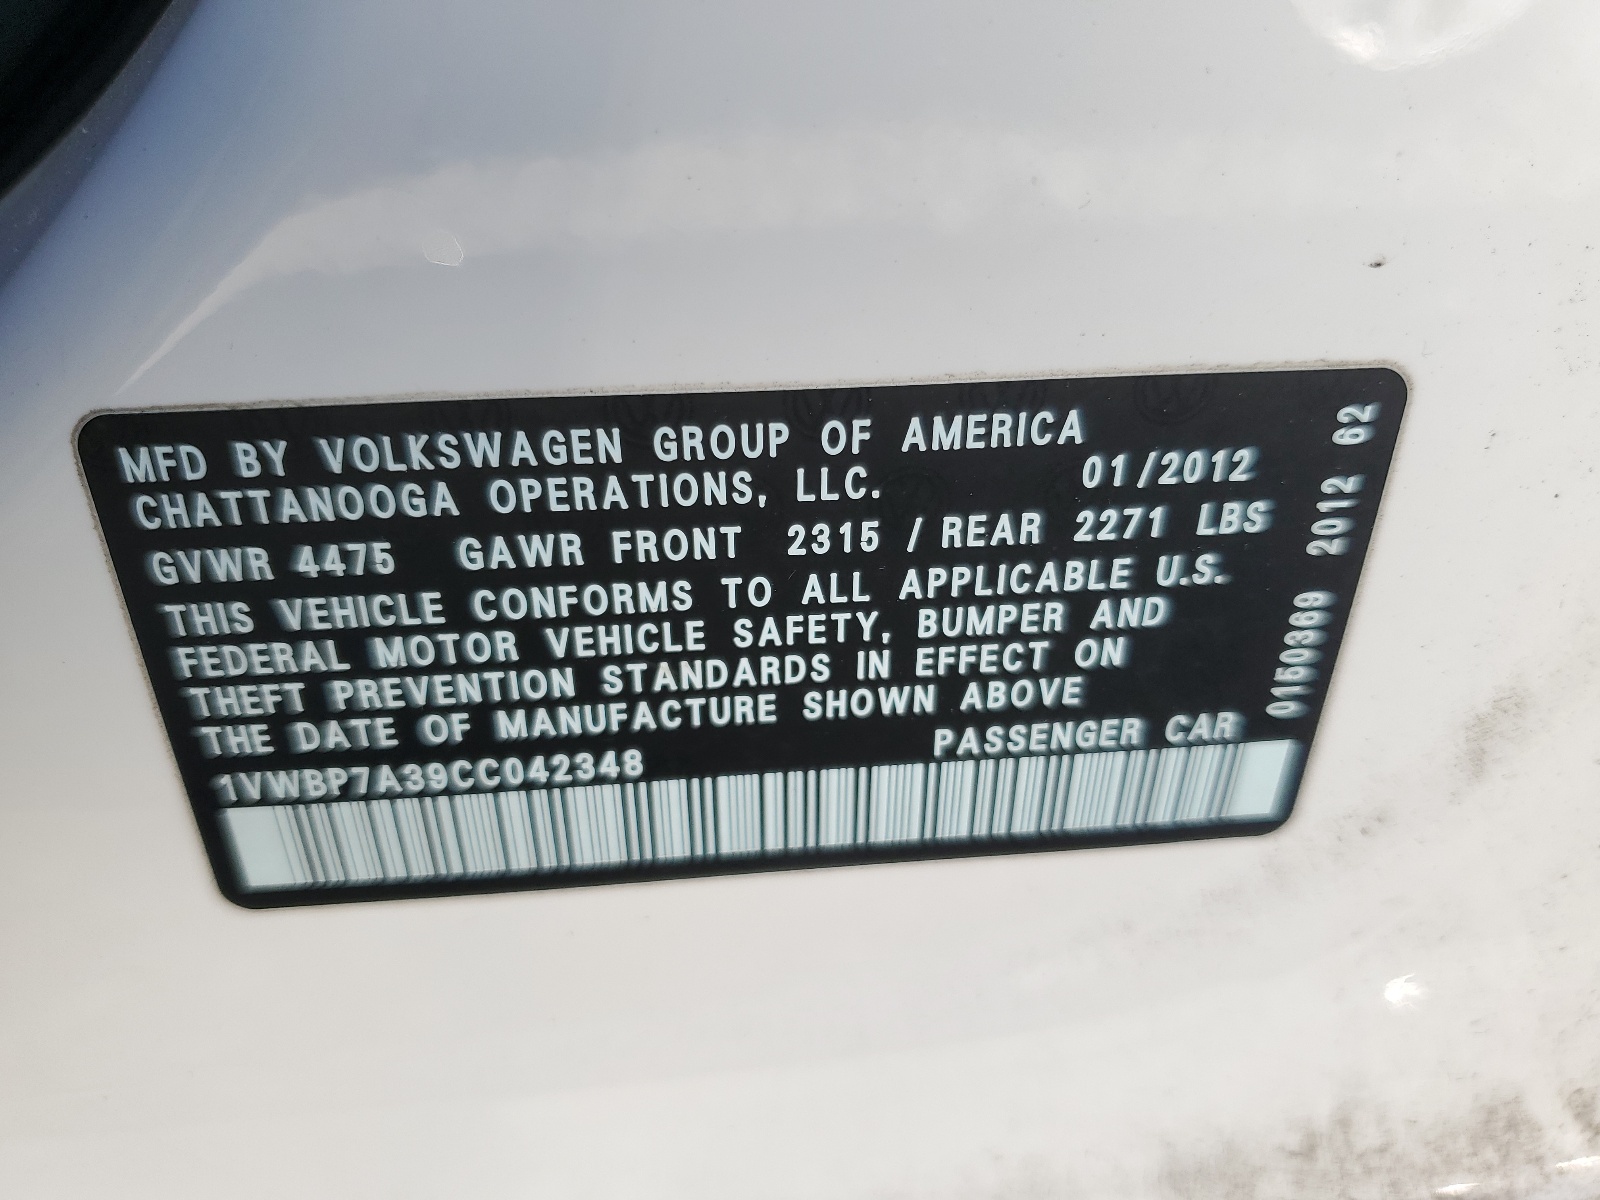 MFD BY VOLKSWAGEN GROUP OF AMERICA
CHATTANOOGA OPERATIONS, LLC. 01/2012
GVWR 4475 GAWR FRONT 2315 / REAR 2271 LBS
THIS VEHICLE CONFORMS TO ALL APPLICABLE U.S.
FEDERAL MOTOR VEHICLE SAFETY, BUMPER AND
THEFT PREVENTION STANDARDS IN EFFECT ON
THE DATE OF MANUFACTURE SHOWN ABOVE
1VWBP7A39CC042348 PASSENGER CAR
0150369 2012 62